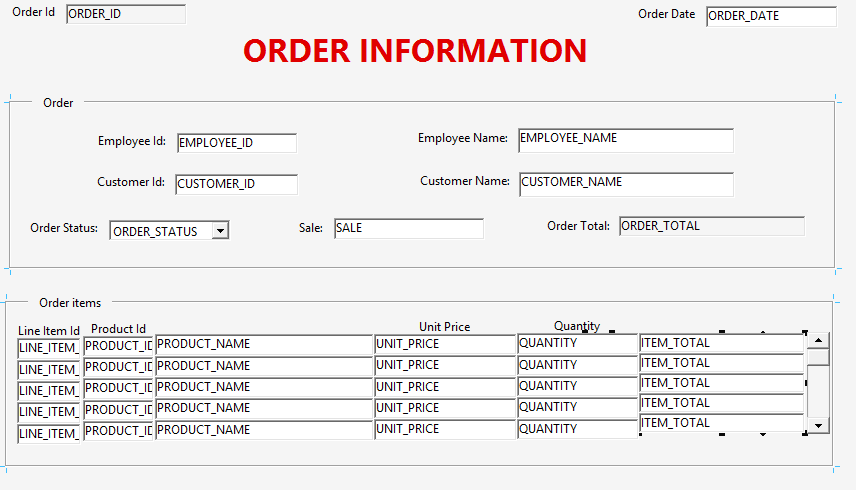 Order Id ORDER_ID Order Date ORDER_DATE
ORDER INFORMATION
Order
Employee Id: EMPLOYEE_ID Employee Name: EMPLOYEE_NAME
Customer Id: CUSTOMER_ID Customer Name: CUSTOMER_NAME
Order Status: ORDER_STATUS Sale: SALE Order Total: ORDER_TOTAL
Order items
Line Item Id Product Id Unit Price Quantity
LINE_ITEM_ PRODUCT_ID PRODUCT_NAME UNIT_PRICE QUANTITY ITEM_TOTAL
LINE_ITEM_ PRODUCT_ID PRODUCT_NAME UNIT_PRICE QUANTITY ITEM_TOTAL
LINE_ITEM_ PRODUCT_ID PRODUCT_NAME UNIT_PRICE QUANTITY ITEM_TOTAL
LINE_ITEM_ PRODUCT_ID PRODUCT_NAME UNIT_PRICE QUANTITY ITEM_TOTAL
LINE_ITEM_ PRODUCT_ID PRODUCT_NAME UNIT_PRICE QUANTITY ITEM_TOTAL